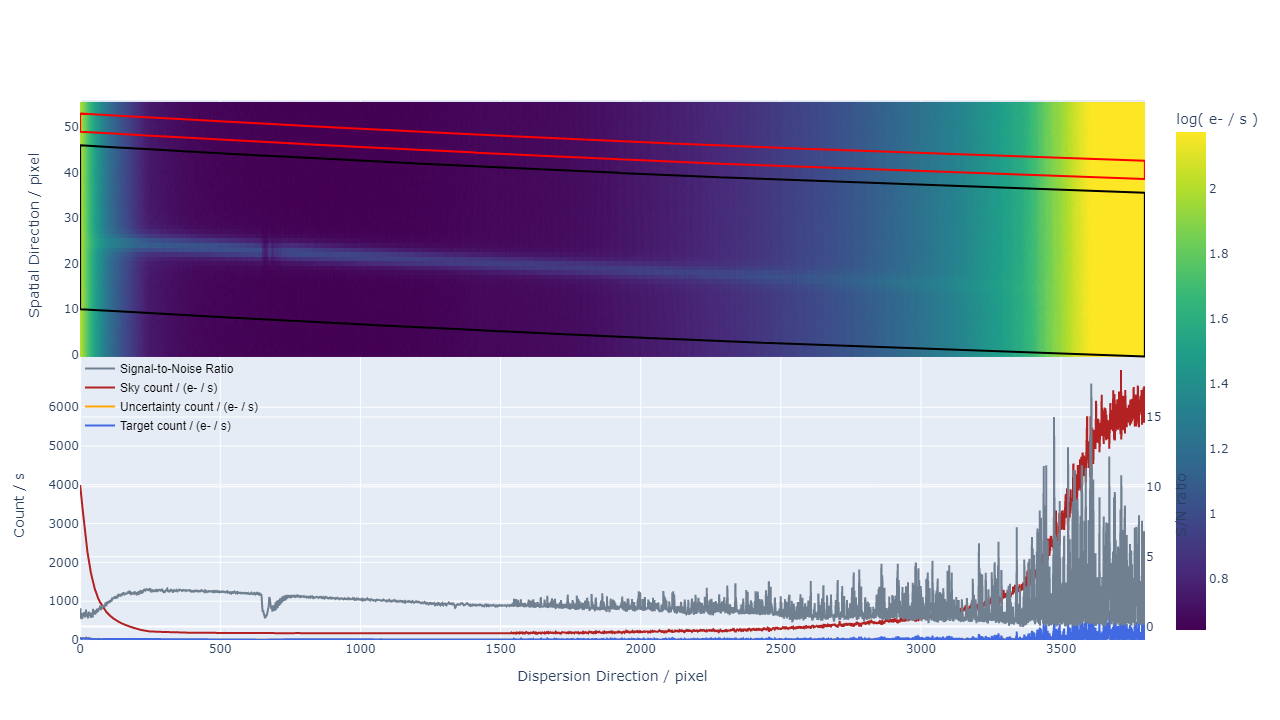 log( e- / s )
50
40
30
20
10
0
Spatial Direction / pixel
2
1.8
1.6
1.4
1.2
1
0.8
Signal-to-Noise Ratio
Sky count / (e- / s)
Uncertainty count / (e- / s)
Target count / (e- / s)
6000
5000
4000
3000
2000
1000
0
Count / s
15
10
5
0
S/N ratio
0 500 1000 1500 2000 2500 3000 3500
Dispersion Direction / pixel